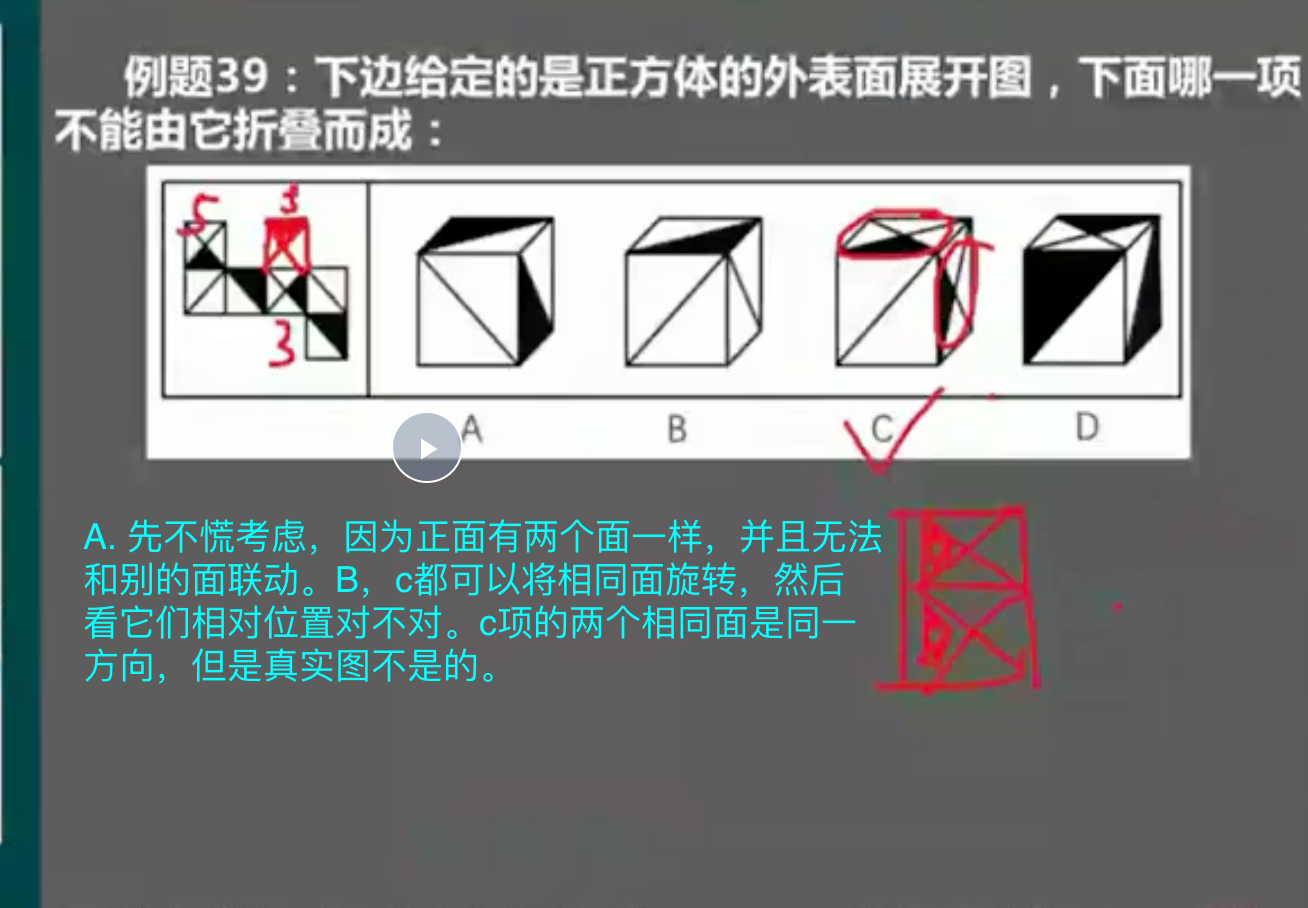 例题39：下边给定的是正方体的外表面展开图，下面哪一项
不能由它折叠而成：
5 3
3
A B C D
A. 先不慌考虑，因为正面有两个面一样，并且无法
和别的面联动。B，c都可以将相同面旋转，然后
看它们相对位置对不对。c项的两个相同面是同一
方向，但是真实图不是的。